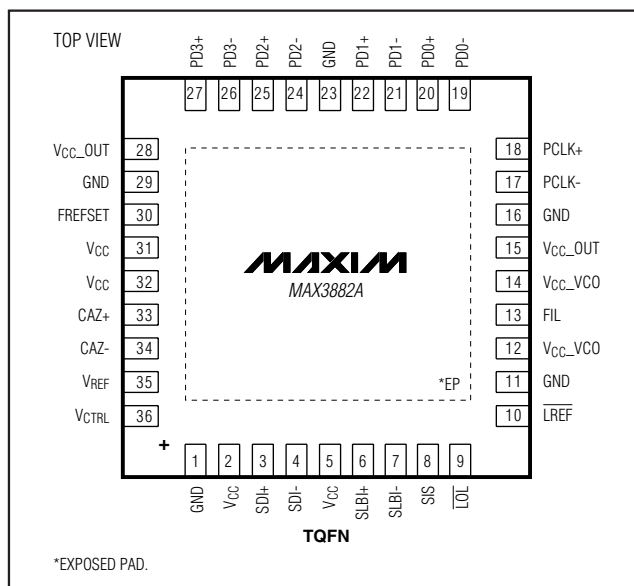 TOP VIEW
PD3+
PD3-
PD2+
PD2-
GND
PD1+
PD1-
PD0+
PD0-
27
26
25
24
23
22
21
20
19
VCC_OUT 28
GND 29
FREFSET 30
VCC 31
VCC 32
CAZ+ 33
CAZ- 34
VREF 35
VCTRL 36
18 PCLK+
17 PCLK-
16 GND
15 VCC_OUT
14 VCC_VCO
13 FIL
12 VCC_VCO
11 GND
10 L̅R̅E̅F̅
MAXIM
MAX3882A
*EP
+
1
2
3
4
5
6
7
8
9
GND
VCC
SDI+
SDI-
VCC
SLBI+
SLBI-
SIS
L̅O̅L̅
TQFN
*EXPOSED PAD.